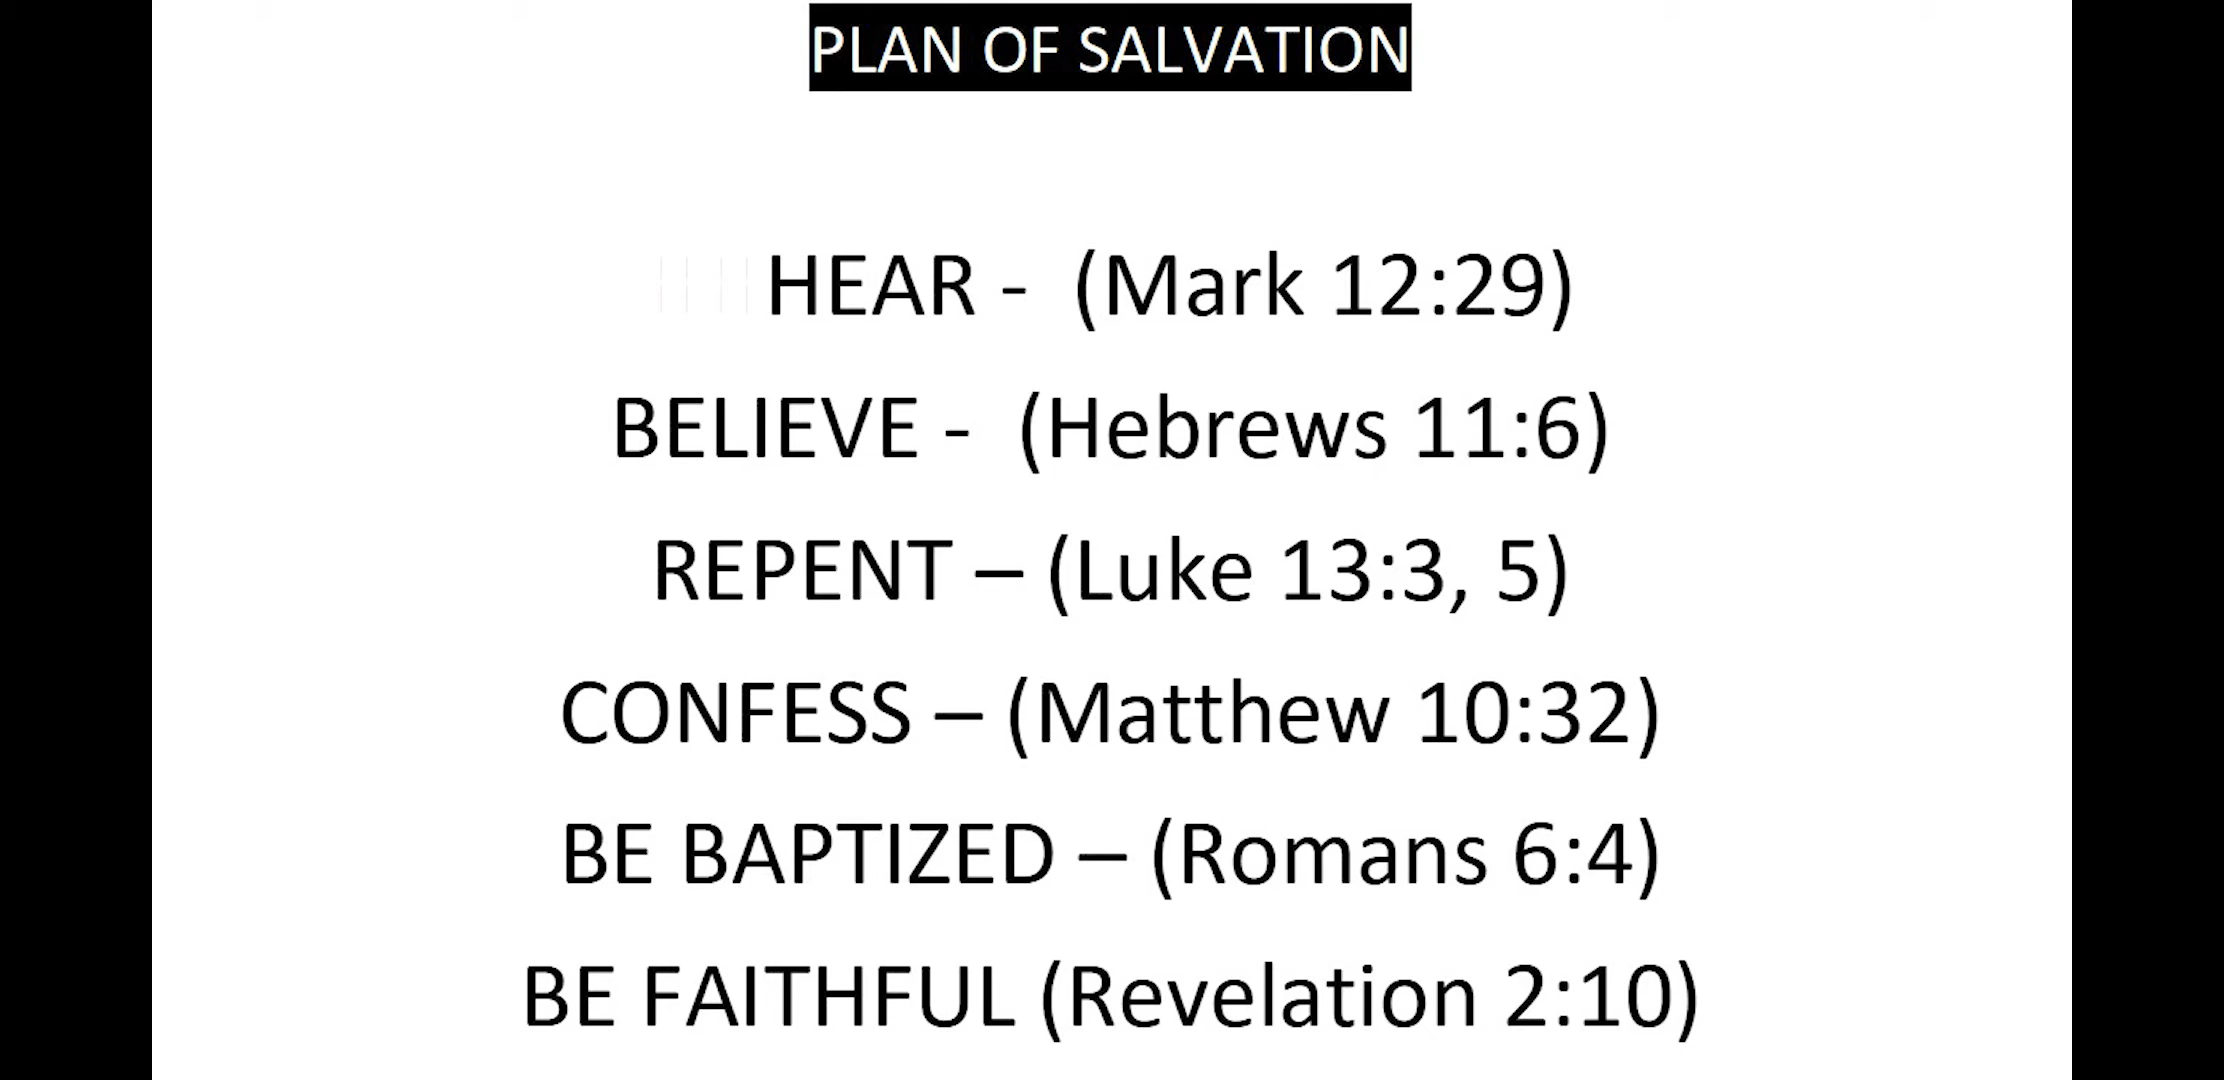 PLAN OF SALVATION
HEAR -  (Mark 12:29)
BELIEVE -  (Hebrews 11:6)
REPENT – (Luke 13:3, 5)
CONFESS – (Matthew 10:32)
BE BAPTIZED – (Romans 6:4)
BE FAITHFUL (Revelation 2:10)